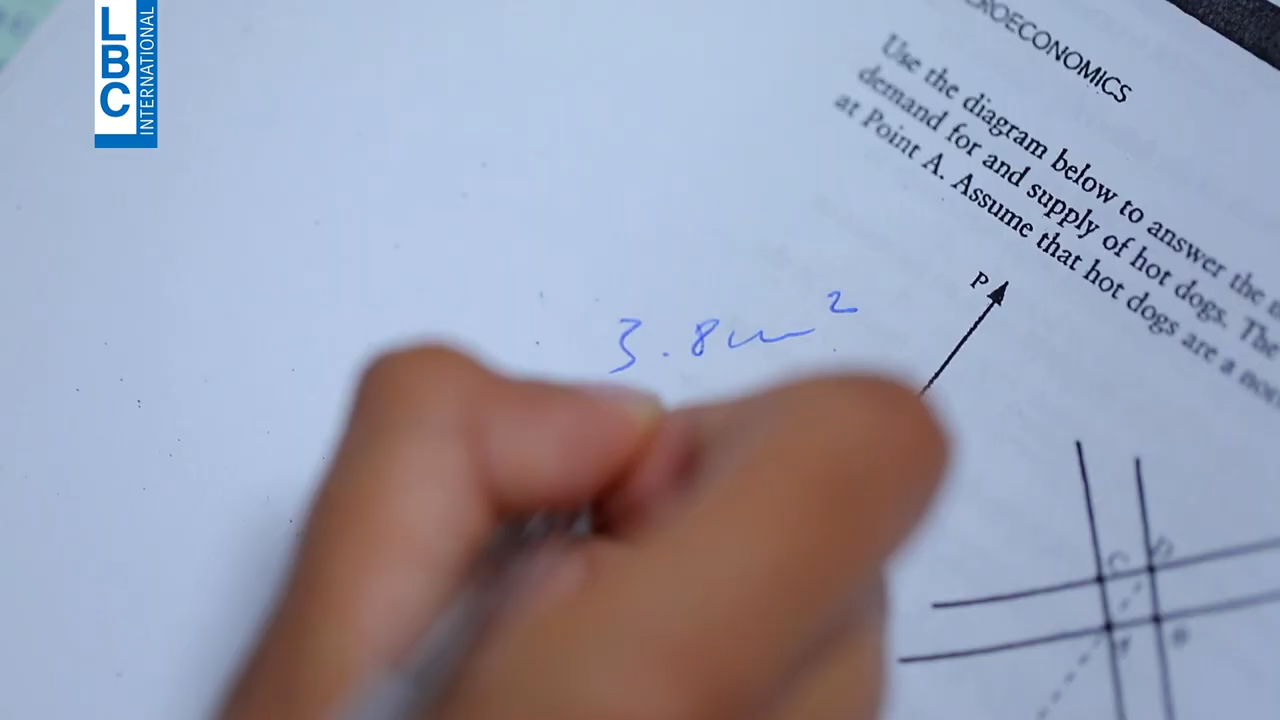 LBC
INTERNATIONAL
ROECONOMICS
Use the diagram below to answer the
demand for and supply of hot dogs. The
at Point A. Assume that hot dogs are a
P
3.8cm²
C
D